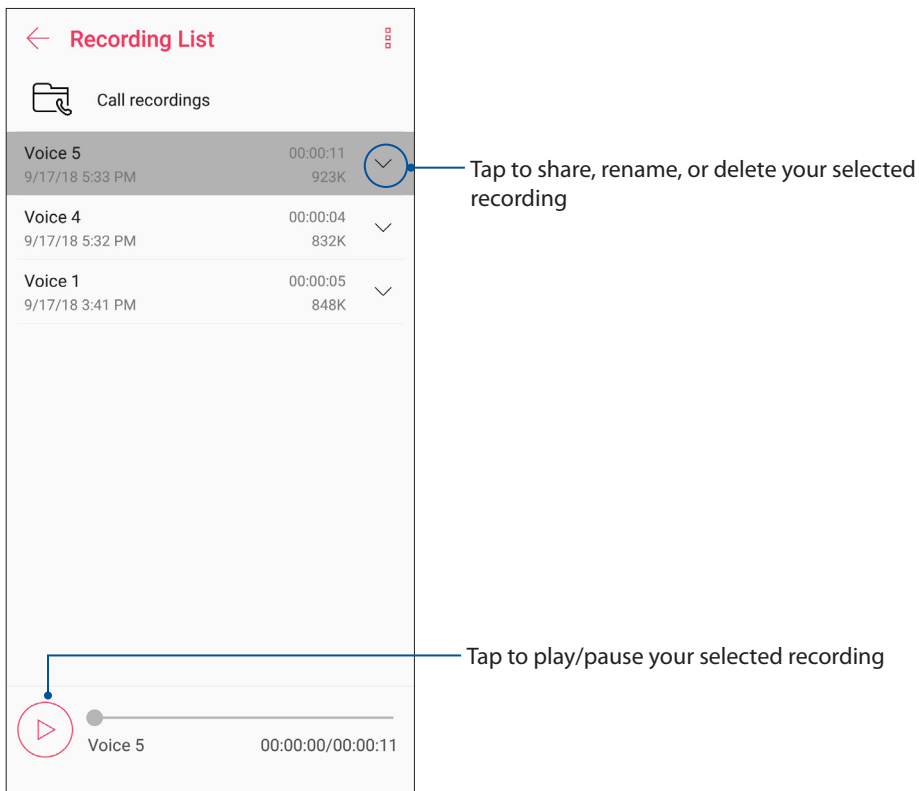 Recording List
Call recordings
Voice 5 00:00:11
9/17/18 5:33 PM 923K
Tap to share, rename, or delete your selected
recording
Voice 4 00:00:04
9/17/18 5:32 PM 832K
Voice 1 00:00:05
9/17/18 3:41 PM 848K
Tap to play/pause your selected recording
Voice 5 00:00:00/00:00:11